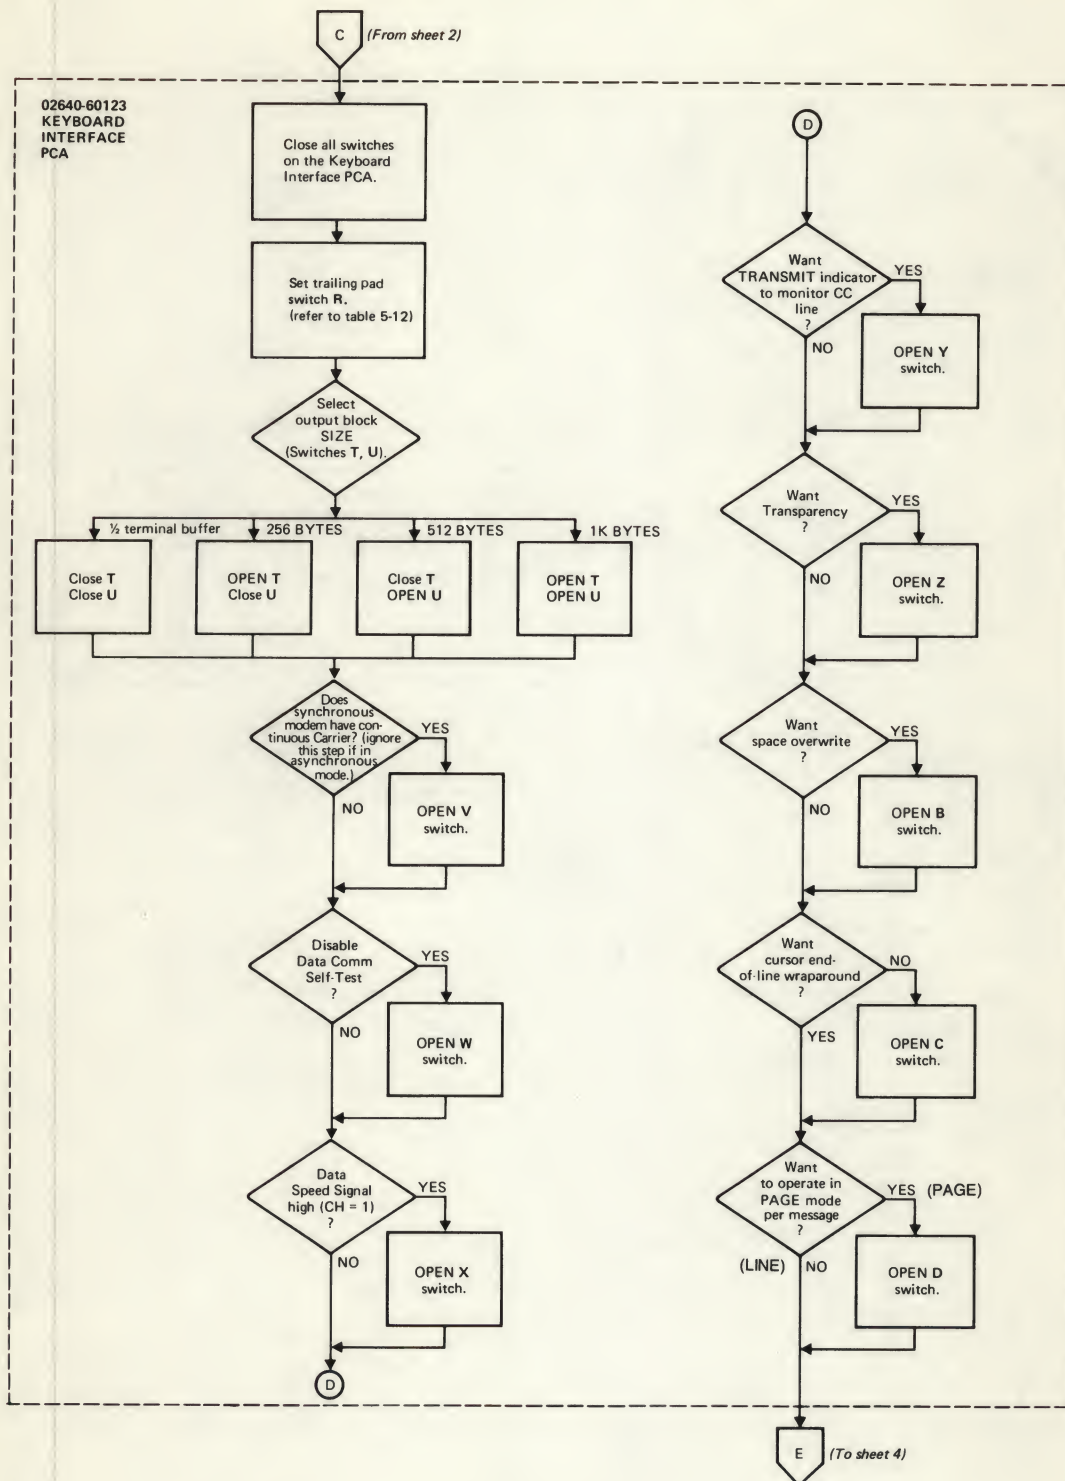 C (From sheet 2)
02640-60123
KEYBOARD
INTERFACE
PCA
Close all switches
on the Keyboard
Interface PCA.
Set trailing pad
switch R.
(refer to table 5-12)
Select
output block
SIZE
(Switches T, U).
½ terminal buffer
256 BYTES
512 BYTES
1K BYTES
Close T
Close U
OPEN T
Close U
Close T
OPEN U
OPEN T
OPEN U
Does
synchronous
modem have con-
tinuous Carrier? (ignore
this step if in
asynchronous
mode.)
YES
NO
OPEN V
switch.
Disable
Data Comm
Self-Test
?
YES
NO
OPEN W
switch.
Data
Speed Signal
high (CH = 1)
?
YES
NO
OPEN X
switch.
D
D
Want
TRANSMIT indicator
to monitor CC
line
?
YES
NO
OPEN Y
switch.
Want
Transparency
?
YES
NO
OPEN Z
switch.
Want
space overwrite
?
YES
NO
OPEN B
switch.
Want
cursor end-
of-line wraparound
?
NO
YES
OPEN C
switch.
Want
to operate in
PAGE mode
per message
?
YES (PAGE)
(LINE) NO
OPEN D
switch.
E (To sheet 4)